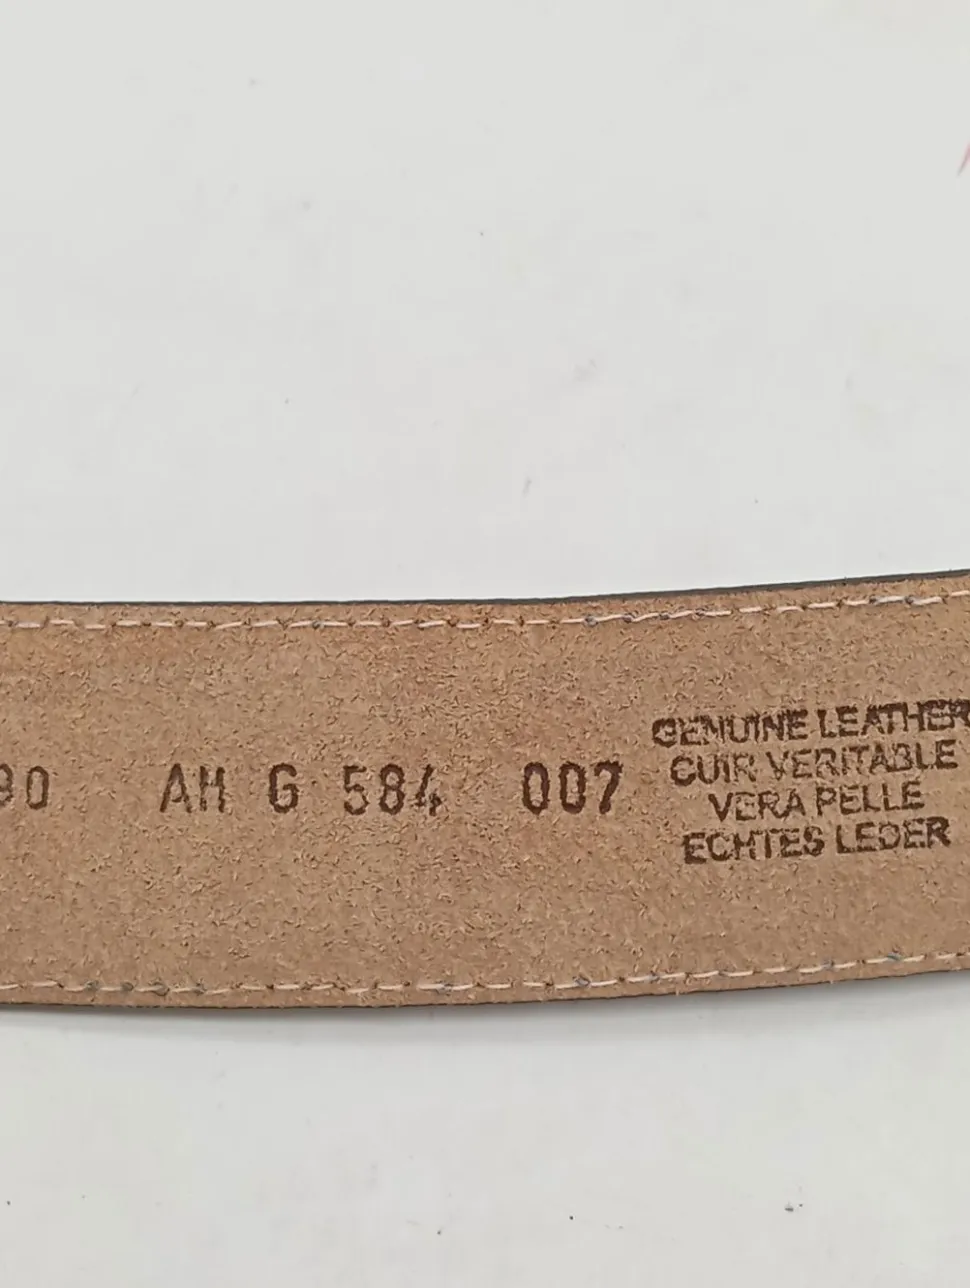 90 AH G 584 007
GENUINE LEATHER
CUIR VERITABLE
VERA PELLE
ECHTES LEDER